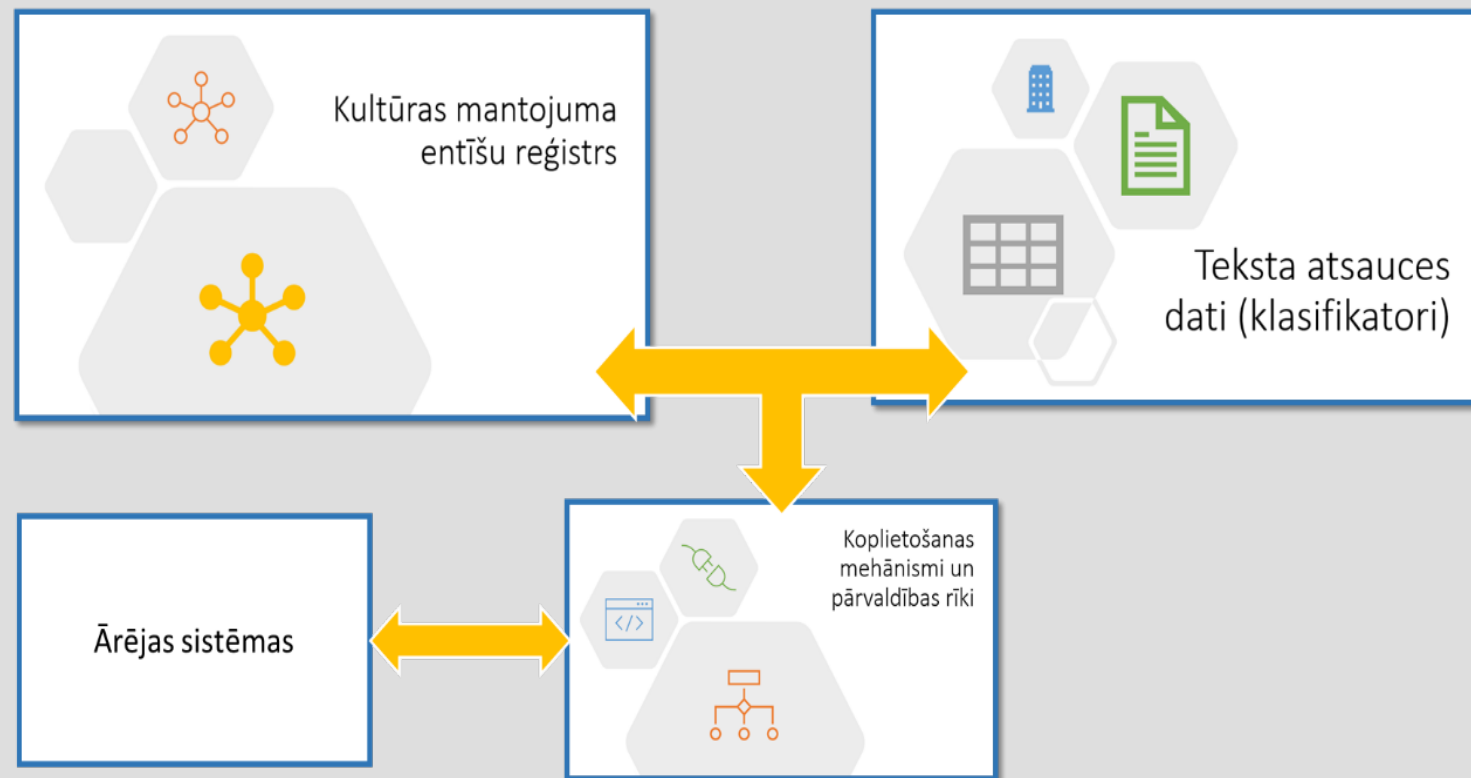 Kultūras mantojuma
entīšu reģistrs
Teksta atsauces
dati (klasifikatori)
Koplietošanas
mehānismi un
pārvaldības rīki
</>
Ārējas sistēmas